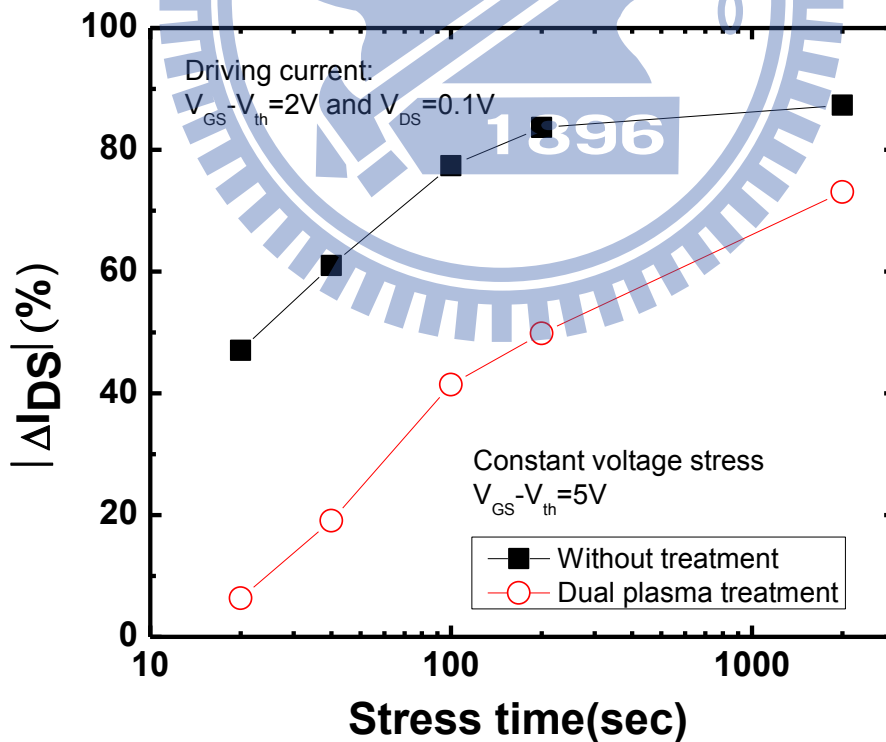 100
80
60
40
20
0
10
100
1000
|ΔIDS| (%)
Stress time(sec)
Driving current:
VGS-Vth=2V and VDS=0.1V
1896
Constant voltage stress
VGS-Vth=5V
Without treatment
Dual plasma treatment